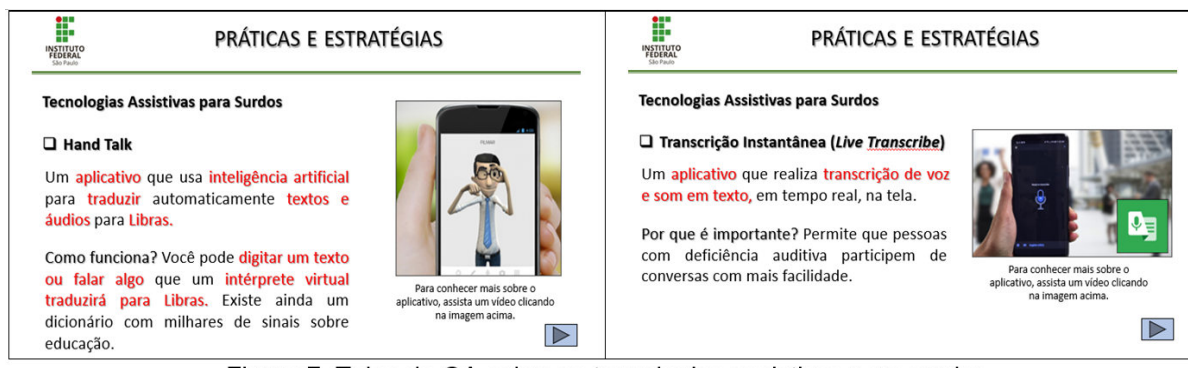 INSTITUTO
FEDERAL
São Paulo
PRÁTICAS E ESTRATÉGIAS
Tecnologias Assistivas para Surdos
Hand Talk
Um aplicativo que usa inteligência artificial
para traduzir automaticamente textos e
áudios para Libras.
Como funciona? Você pode digitar um texto
ou falar algo que um intérprete virtual
traduzirá para Libras. Existe ainda um
dicionário com milhares de sinais sobre
educação.
Para conhecer mais sobre o
aplicativo, assista um vídeo clicando
na imagem acima.
INSTITUTO
FEDERAL
São Paulo
PRÁTICAS E ESTRATÉGIAS
Tecnologias Assistivas para Surdos
Transcrição Instantânea (Live Transcribe)
Um aplicativo que realiza transcrição de voz
e som em texto, em tempo real, na tela.
Por que é importante? Permite que pessoas
com deficiência auditiva participem de
conversas com mais facilidade.
Para conhecer mais sobre o
aplicativo, assista um vídeo clicando
na imagem acima.